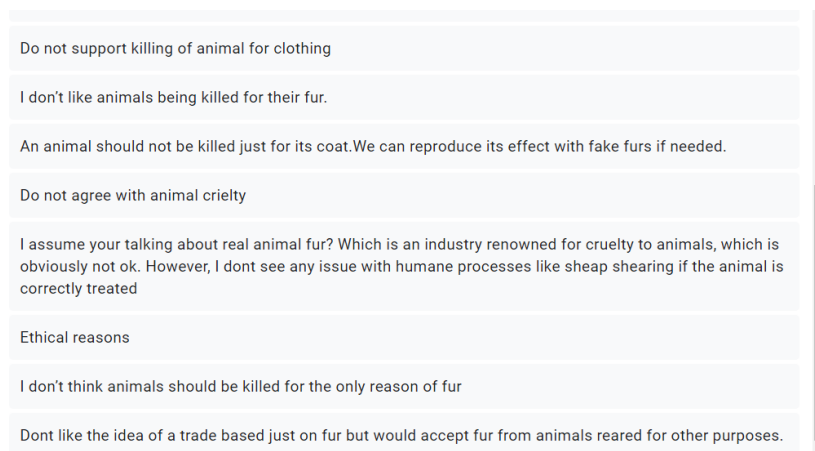 Do not support killing of animal for clothing
I don't like animals being killed for their fur.
An animal should not be killed just for its coat.We can reproduce its effect with fake furs if needed.
Do not agree with animal crielty
I assume your talking about real animal fur? Which is an industry renowned for cruelty to animals, which is
obviously not ok. However, I dont see any issue with humane processes like sheap shearing if the animal is
correctly treated
Ethical reasons
I don't think animals should be killed for the only reason of fur
Dont like the idea of a trade based just on fur but would accept fur from animals reared for other purposes.